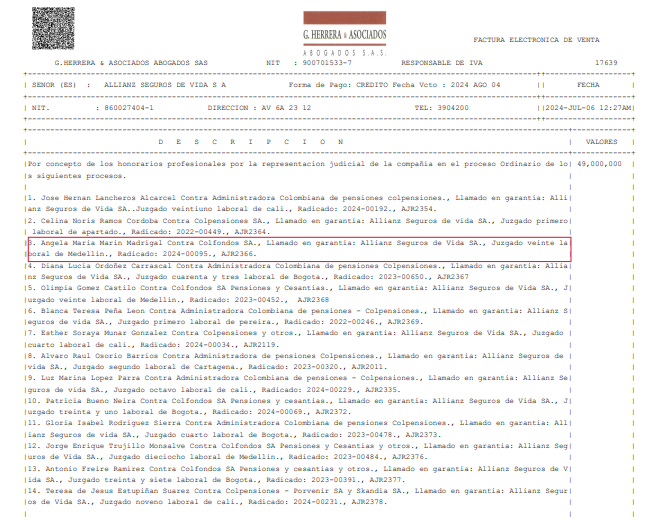 G. HERRERA & ASOCIADOS
ABOGADOS S.A.S.
FACTURA ELECTRONICA DE VENTA
G.HERRERA & ASOCIADOS ABOGADOS SAS NIT : 900701533-7 RESPONSABLE DE IVA 17639
SENOR (ES) : ALLIANZ SEGUROS DE VIDA S A Forma de Pago: CREDITO Fecha Vcto : 2024 AGO 04 FECHA
NIT. : 860027404-1 DIRECCION : AV 6A 23 12 TEL: 3904200 2024-JUL-06 12:27AM
D E S C R I P C I O N VALORES
Por concepto de los honorarios profesionales por la representacion judicial de la compañia en el proceso Ordinario de lo 49,000,000
s siguientes procesos.
1. Jose Hernan Lancheros Alcarcel Contra Administradora Colombiana de pensiones colpensiones., Llamado en garantia: Alli
anz Seguros de Vida SA..Juzgado veintiuno laboral de cali., Radicado: 2024-00192., AJR2354.
2. Celina Noris Ramos Cordoba Contra Colpensiones SA., Llamado en garantia: Allianz Seguros de vida SA., Juzgado primero
laboral de apartado., Radicado: 2022-00449., AJR2364.
3. Angela Maria Marin Madrigal Contra Colfondos SA., Llamado en garantia: Allianz Seguros de Vida SA., Juzgado veinte la
boral de Medellin., Radicado: 2024-00095., AJR2366.
4. Diana Lucia Ordoñez Carrascal Contra Administradora Colombiana de pensiones Colpensiones., Llamado en garantia: Allia
nz Seguros de Vida SA., Juzgado cuarenta y tres laboral de Bogota., Radicado: 2023-00650., AJR2367
5. Olimpia Gomez Castilo Contra Colfondos SA Pensiones y Cesantias., Llamado en garantia: Allianz Seguros de Vida SA., J
uzgado veinte laboral de Medellin., Radicado: 2023-00452., AJR2368
6. Blanca Teresa Peña Leon Contra Administradora Colombiana de pensiones - Colpensiones., Llamado en garantia: Allianz S
eguros de vida SA., Juzgado primero laboral de pereira., Radicado: 2022-00246., AJR2369.
7. Esther Soraya Munar Gonzalez Contra Colpensiones y otros., Llamado en garantia: Allianz Seguros de Vida SA., Juzgado
cuarto laboral de cali., Radicado: 2024-00034., AJR2119.
8. Alvaro Raul Osorio Barrios Contra Administradora de pensiones Colpensiones., Llamado en garantia: Allianz Seguros de
vida SA., Juzgado segundo laboral de Cartagena., Radicado: 2023-00320., AJR2011.
9. Luz Marina Lopez Parra Contra Administradora Colombiana de pensiones - Colpensiones., Llamado en garantia: Allianz Se
guros de vida SA., Juzgado octavo laboral de cali., Radicado: 2024-00229., AJR2335.
10. Patricia Bueno Neira Contra Colfondos SA Pensiones y Cesantias., Llamado en garantia: Allianz Seguros de Vida SA., J
uzgado treinta y uno laboral de Bogota., Radicado: 2024-00069., AJR2372.
11. Gloria Isabel Rodriguez Sierra Contra Administradora Colombiana de pensiones Colpensiones., Llamado en garantia: All
ianz Seguros de vida SA., Juzgado cuarto laboral de Bogota., Radicado: 2023-00478., AJR2373.
12. Jorge Enrique Trujillo Monsalve Contra Colfondos SA Pensiones y Cesantias y otros., Llamado en garantia: Allianz Seg
uros de Vida SA., Juzgado dieciocho laboral de Medellin., Radicado: 2023-00484., AJR2376.
13. Antonio Freire Ramirez Contra Colfondos SA Pensiones y cesantias y otros., Llamado en garantia: Allianz Seguros de V
ida SA., Juzgado treinta y siete laboral de Bogota., Radicado: 2023-00391., AJR2377.
14. Teresa de Jesus Estupiñan Suarez Contra Colpensiones - Porvenir SA y Skandia SA., Llamado en garantia: Allianz Segur
os de Vida SA., Juzgado noveno laboral de cali., Radicado: 2024-00231., AJR2378.